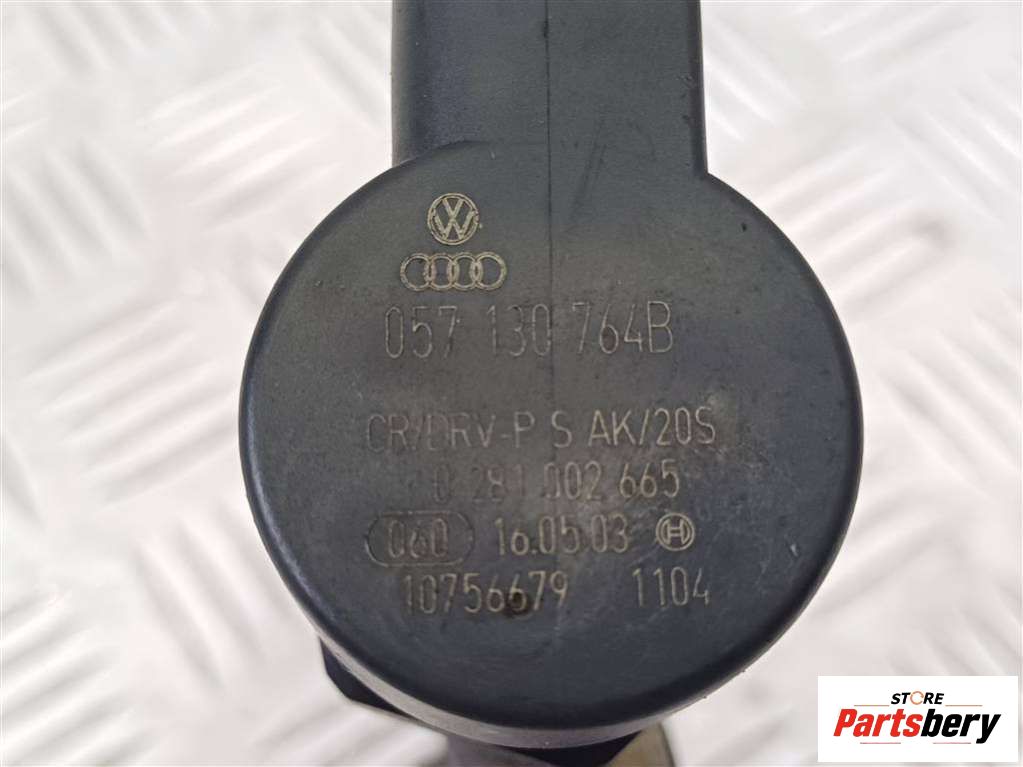 057 130 764B
CR/DRV-P S AK/20S
0 281 002 665
060 16.05.03
10756679 1104
STORE
Partsbery